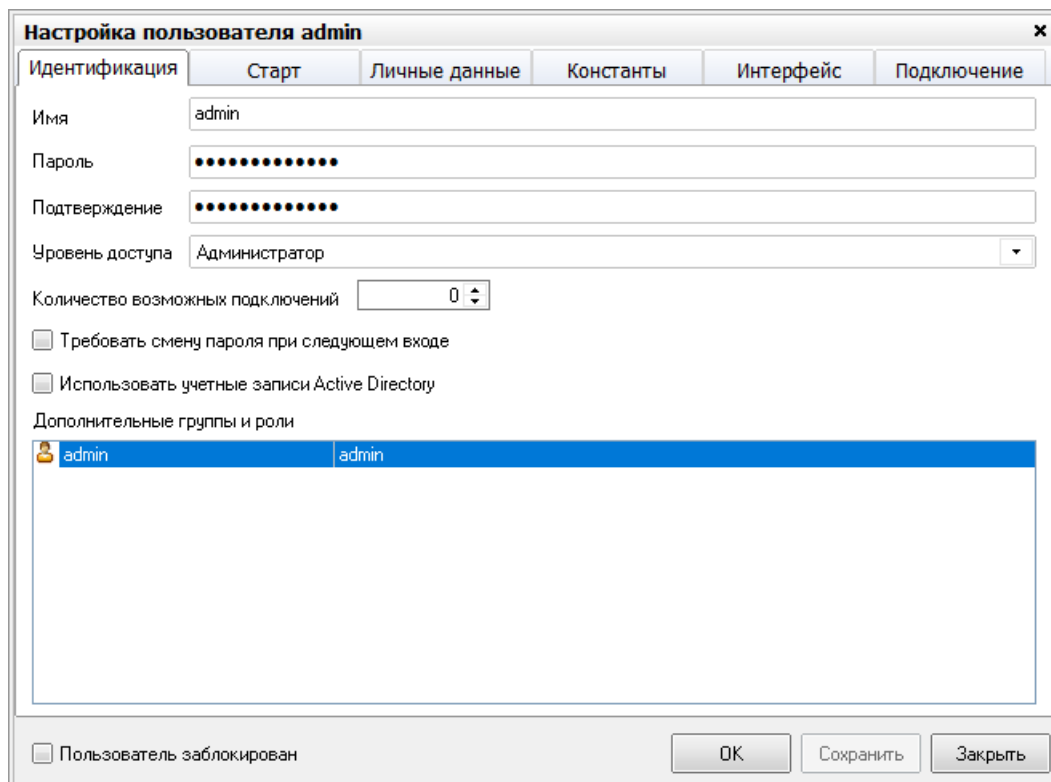 Настройка пользователя admin
Идентификация Старт Личные данные Константы Интерфейс Подключение
Имя admin
Пароль •••••••••••••
Подтверждение •••••••••••••
Уровень доступа Администратор
Количество возможных подключений 0
Требовать смену пароля при следующем входе
Использовать учетные записи Active Directory
Дополнительные группы и роли
admin admin
Пользователь заблокирован OK Сохранить Закрыть